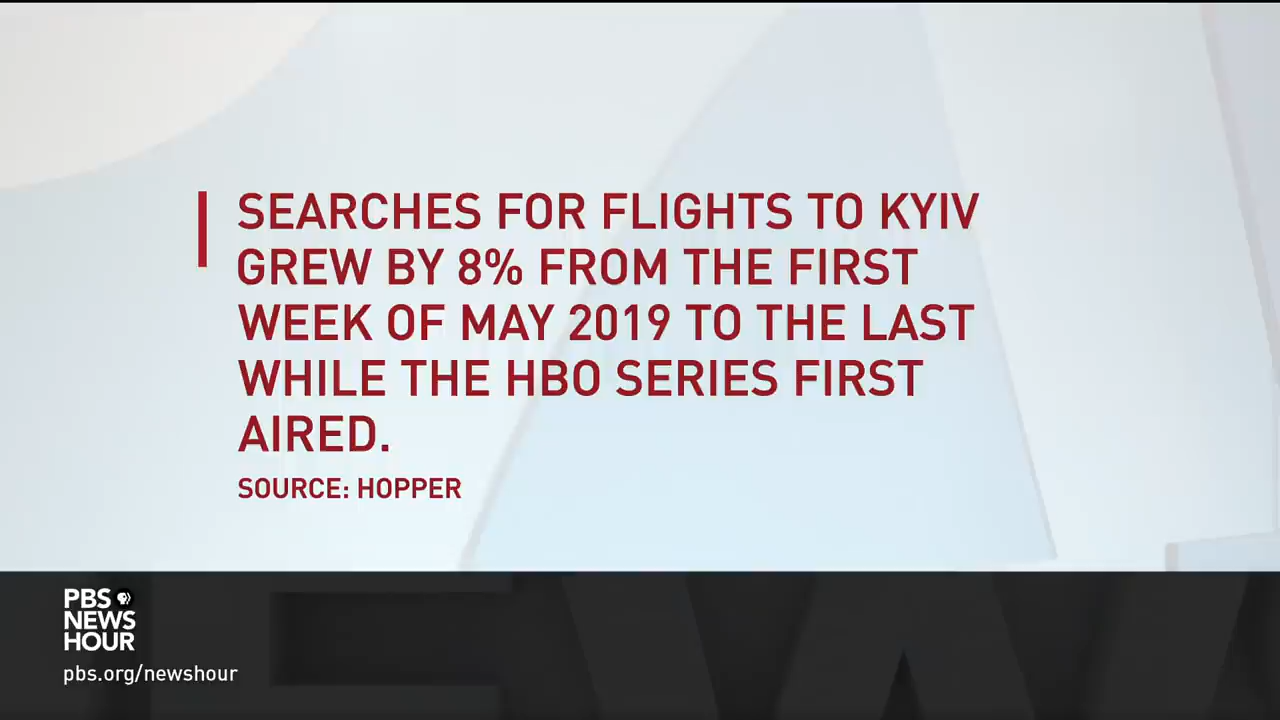 SEARCHES FOR FLIGHTS TO KYIV
GREW BY 8% FROM THE FIRST
WEEK OF MAY 2019 TO THE LAST
WHILE THE HBO SERIES FIRST
AIRED.
SOURCE: HOPPER
PBS
NEWS
HOUR
pbs.org/newshour